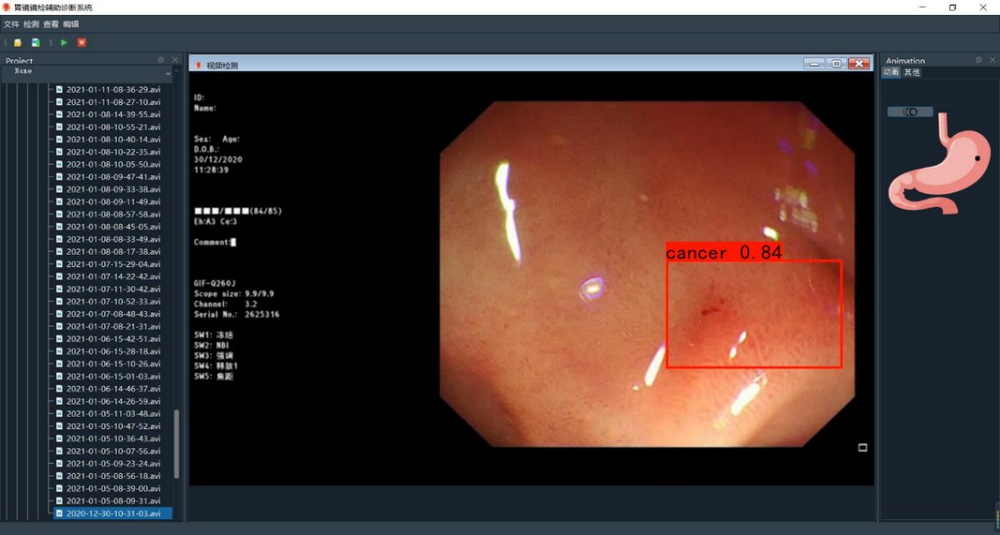 胃镜镜检辅助诊断系统
文件 检测 查看 编辑
Project
Name
2021-01-11-08-36-29.avi
2021-01-11-08-27-10.avi
2021-01-08-14-39-55.avi
2021-01-08-10-55-21.avi
2021-01-08-10-40-14.avi
2021-01-08-10-22-35.avi
2021-01-08-10-05-50.avi
2021-01-08-09-47-41.avi
2021-01-08-09-33-38.avi
2021-01-08-09-11-49.avi
2021-01-08-08-57-58.avi
2021-01-08-08-45-05.avi
2021-01-08-08-33-49.avi
2021-01-08-08-17-38.avi
2021-01-07-15-29-04.avi
2021-01-07-14-22-42.avi
2021-01-07-11-30-42.avi
2021-01-07-10-52-33.avi
2021-01-07-08-48-43.avi
2021-01-07-08-21-31.avi
2021-01-06-15-42-51.avi
2021-01-06-15-28-18.avi
2021-01-06-15-10-26.avi
2021-01-06-15-01-03.avi
2021-01-06-14-46-37.avi
2021-01-06-14-26-59.avi
2021-01-05-11-03-48.avi
2021-01-05-10-47-52.avi
2021-01-05-10-36-43.avi
2021-01-05-10-07-56.avi
2021-01-05-09-23-24.avi
2021-01-05-08-56-18.avi
2021-01-05-08-39-00.avi
2021-01-05-08-09-31.avi
2020-12-30-10-31-03.avi
视频检测
ID:
Name:
Sex: Age:
D.O.B.:
30/12/2020
11:28:39
■■■/■■■(84/85)
Eh:A3 Ce:3
Comment:
GIF-Q260J
Scope size: 9.9/9.9
Channel: 3.2
Serial No.: 2625316
SW1: 冻结
SW2: NBI
SW3: 强调
SW4: 释放1
SW5: 焦距
cancer 0.84
Animation
动画 其他